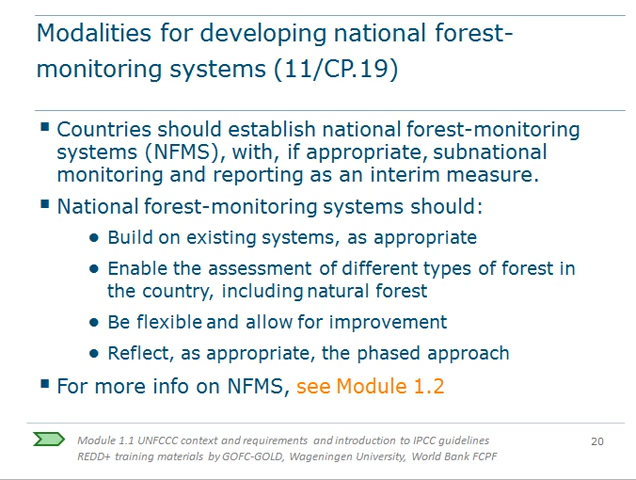 Modalities for developing national forest-
monitoring systems (11/CP.19)
▪ Countries should establish national forest-monitoring
systems (NFMS), with, if appropriate, subnational
monitoring and reporting as an interim measure.
▪ National forest-monitoring systems should:
● Build on existing systems, as appropriate
● Enable the assessment of different types of forest in
the country, including natural forest
● Be flexible and allow for improvement
● Reflect, as appropriate, the phased approach
▪ For more info on NFMS, see Module 1.2
Module 1.1 UNFCCC context and requirements and introduction to IPCC guidelines
REDD+ training materials by GOFC-GOLD, Wageningen University, World Bank FCPF
20